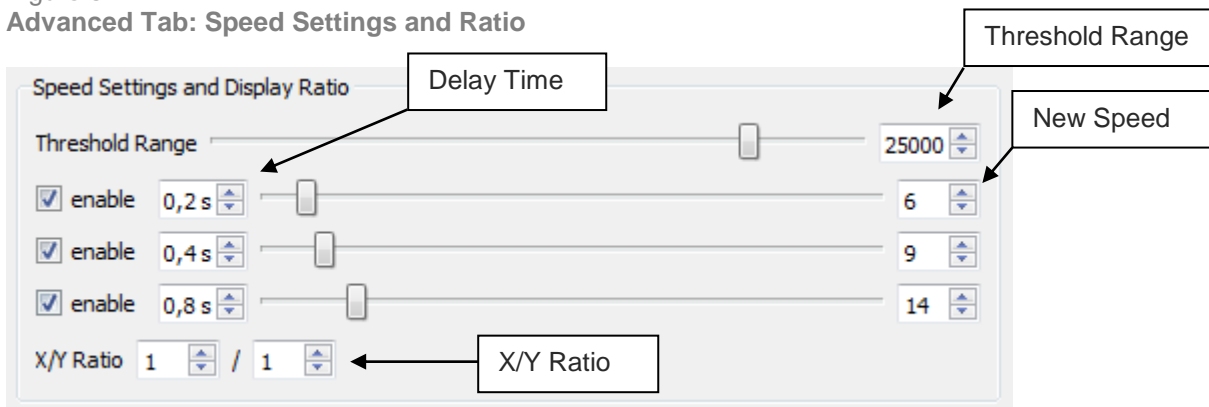 Advanced Tab: Speed Settings and Ratio
Threshold Range
Delay Time
Speed Settings and Display Ratio
New Speed
Threshold Range 25000
enable 0,2 s 6
enable 0,4 s 9
enable 0,8 s 14
X/Y Ratio 1 / 1
X/Y Ratio